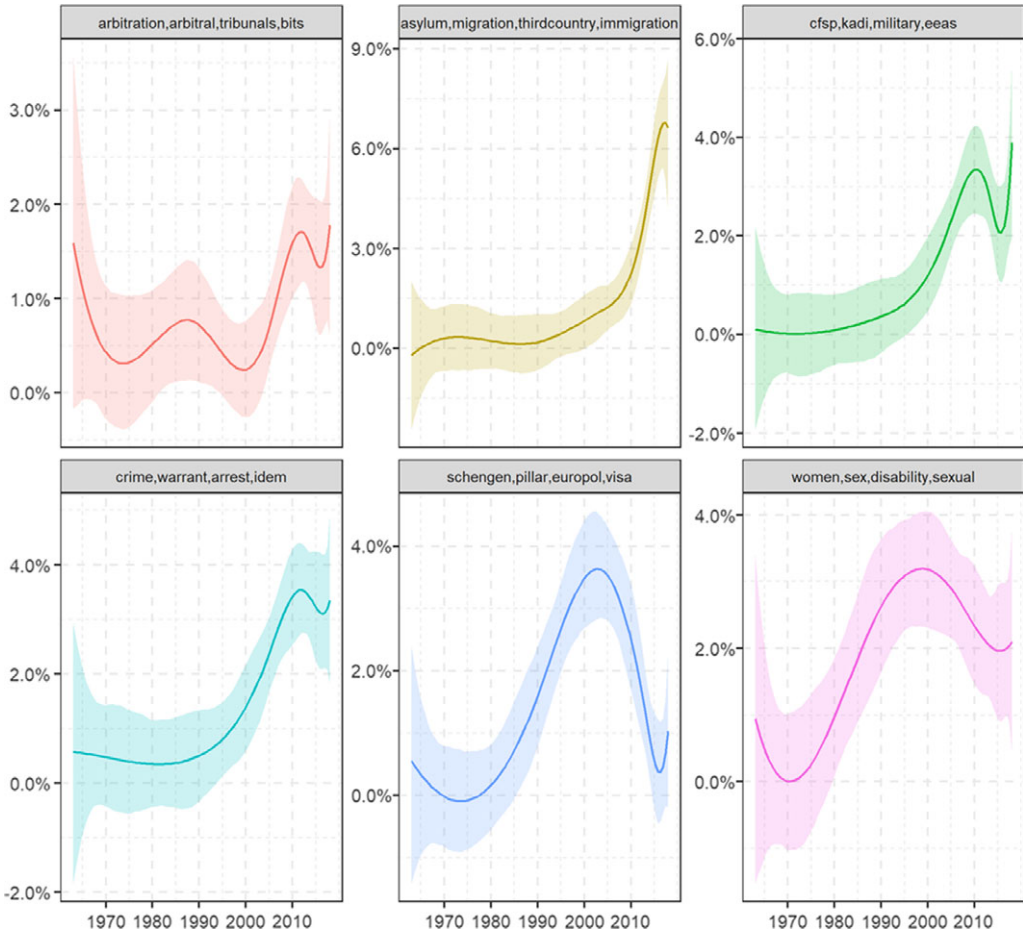 arbitration,arbitral,tribunals,bits
asylum,migration,thirdcountry,immigration
cfsp,kadi,military,eeas
3.0%
2.0%
1.0%
0.0%
9.0%
6.0%
3.0%
0.0%
6.0%
4.0%
2.0%
0.0%
-2.0%
crime,warrant,arrest,idem
schengen,pillar,europol,visa
women,sex,disability,sexual
4.0%
2.0%
0.0%
-2.0%
4.0%
2.0%
0.0%
4.0%
2.0%
0.0%
1970 1980 1990 2000 2010
1970 1980 1990 2000 2010
1970 1980 1990 2000 2010